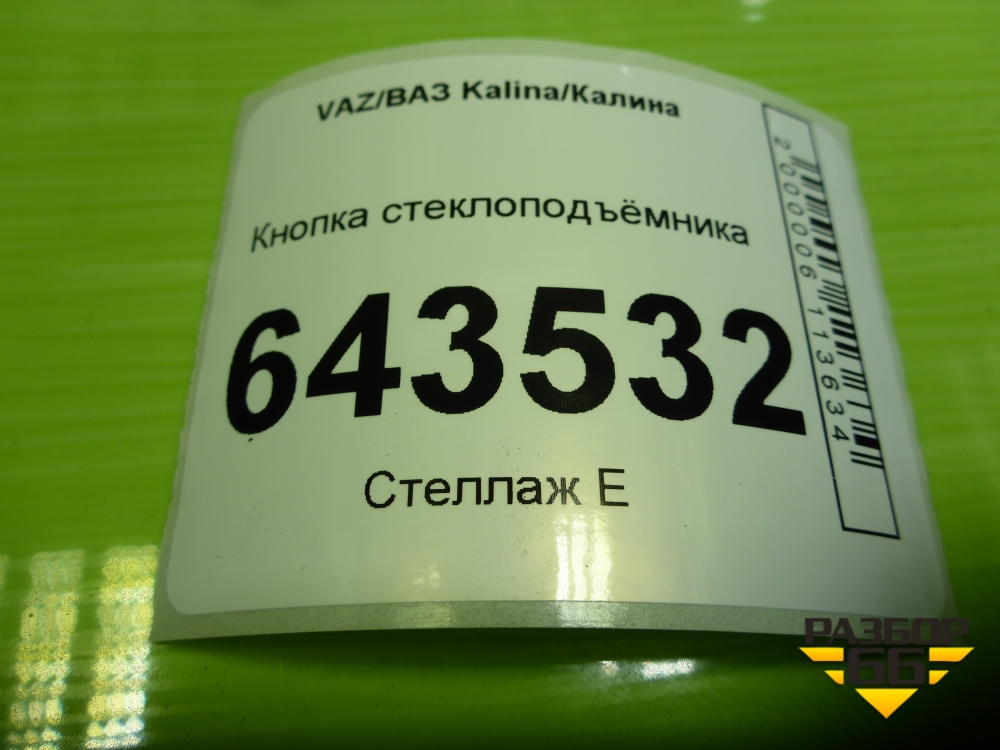 VAZ/ВАЗ Kalina/Калина
Кнопка стеклоподъёмника
643532
Стеллаж Е
2000006113634
РАЗБОР
66